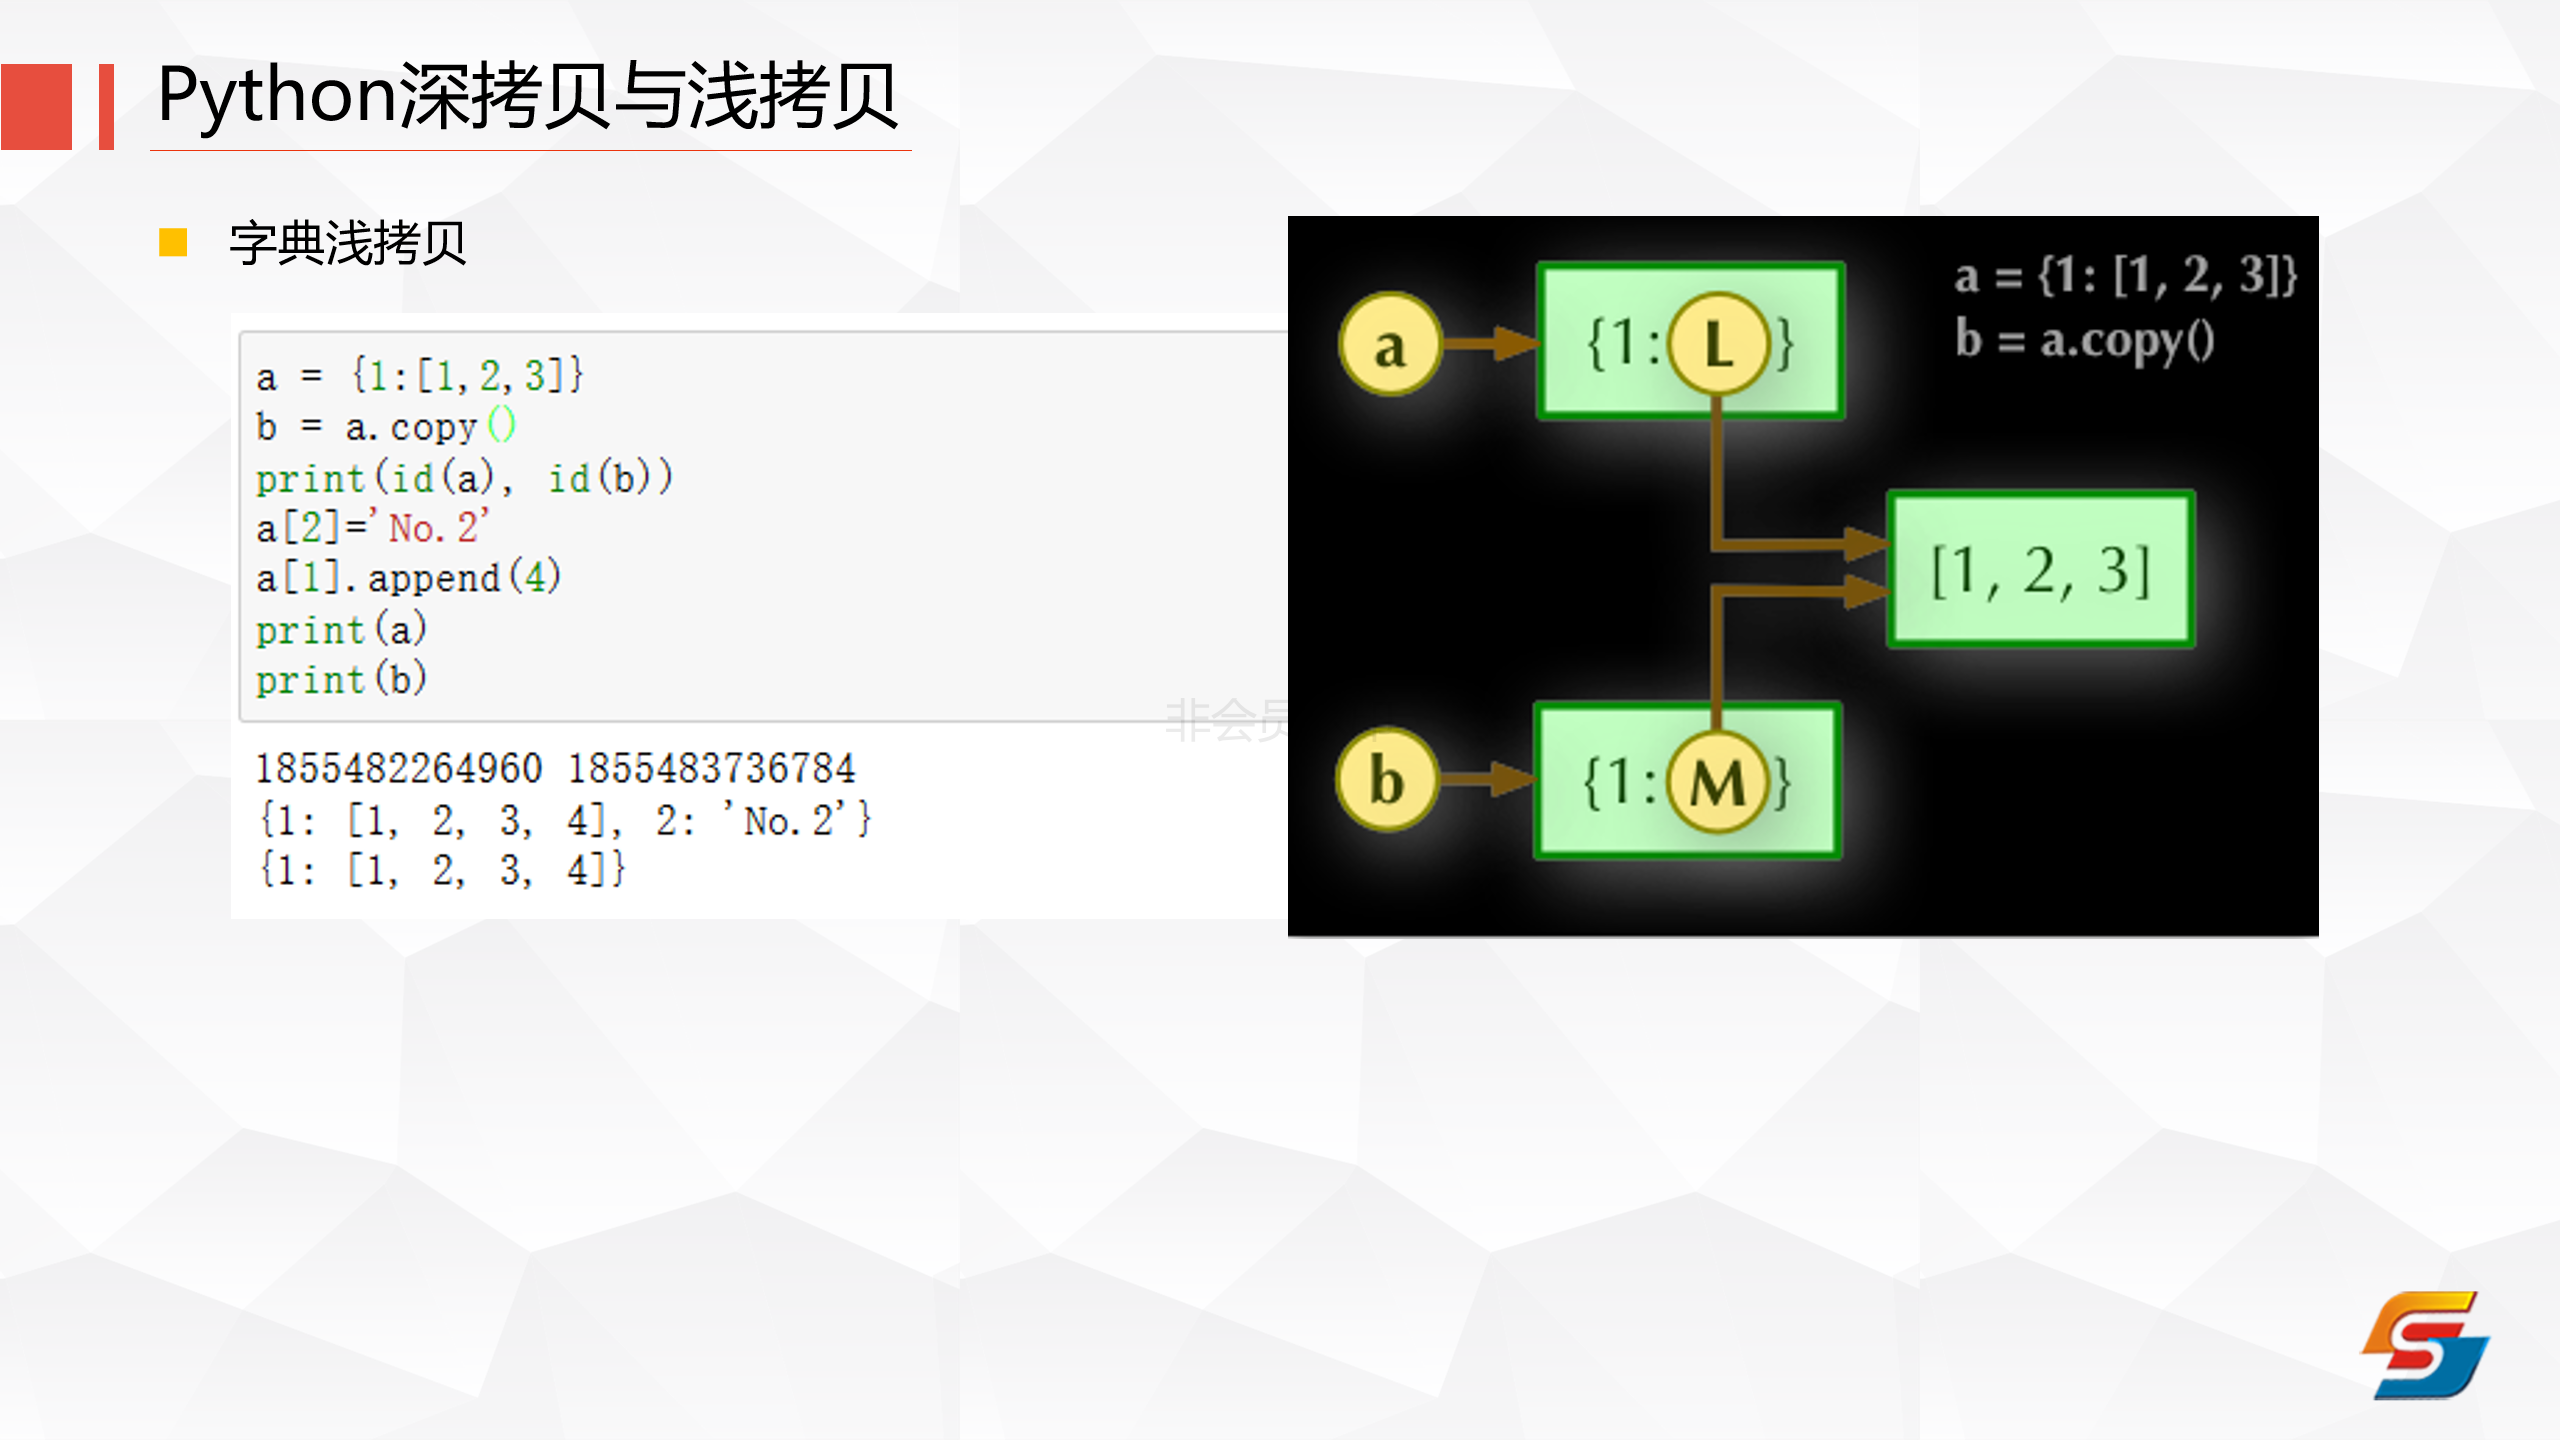 Python深拷贝与浅拷贝
字典浅拷贝
a = {1:[1,2,3]}
b = a.copy()
print(id(a), id(b))
a[2]='No.2'
a[1].append(4)
print(a)
print(b)
非会员
1855482264960 1855483736784
{1: [1, 2, 3, 4], 2: 'No.2'}
{1: [1, 2, 3, 4]}
a = {1: [1, 2, 3]}
b = a.copy()
a
{1: L }
[1, 2, 3]
b
{1: M }